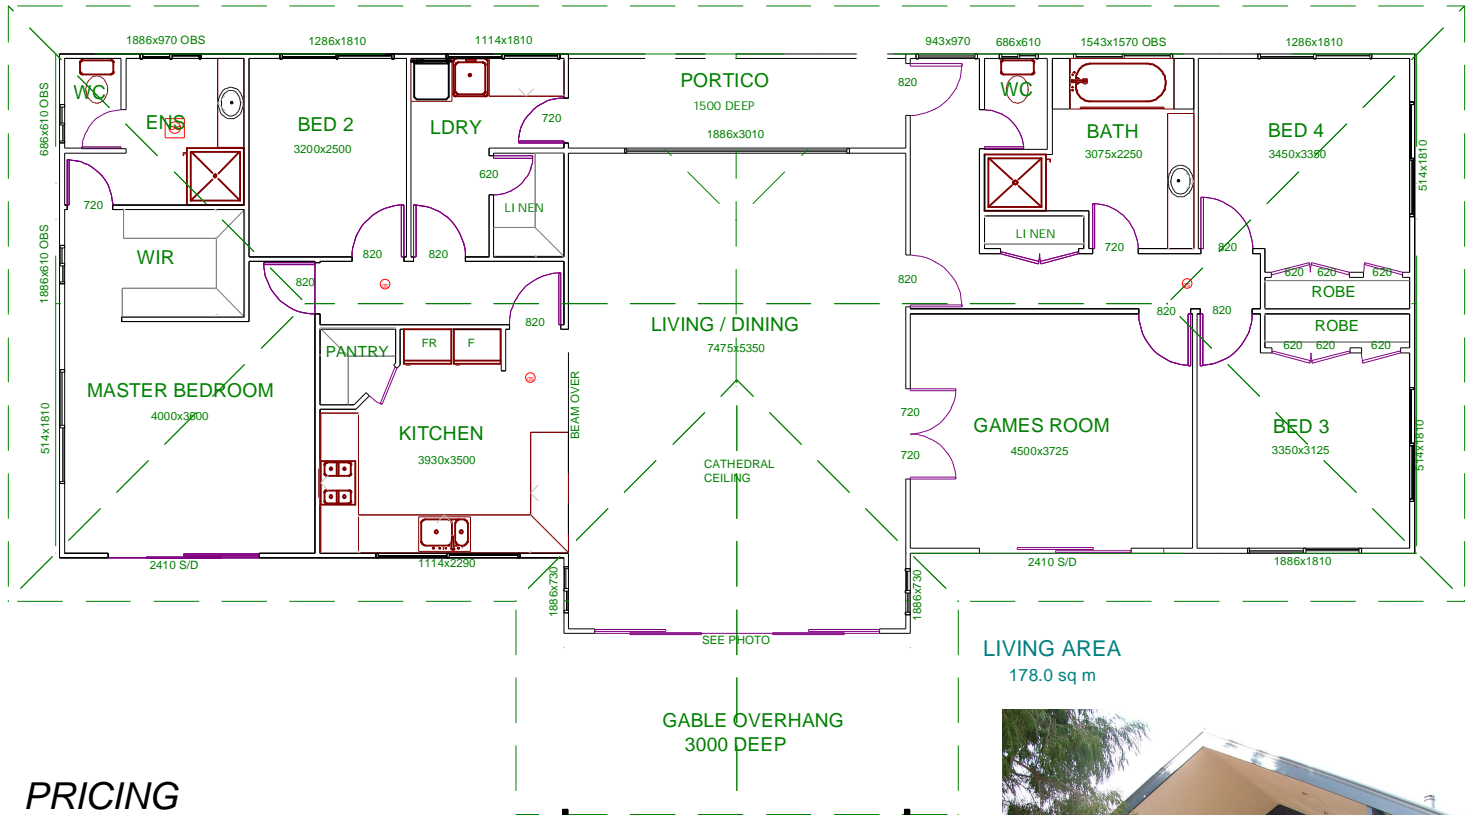 1886x970 OBS
1286x1810
1114x1810
943x970
686x610
1543x1570 OBS
1286x1810
WC
ENS
686x610 OBS
BED 2
3200x2500
LDRY
720
PORTICO
1500 DEEP
1886x3010
820
WC
BATH
3075x2250
BED 4
3450x3380
514x1810
620
LINEN
720
WIR
1886x610 OBS
820
820
820
820
LINEN
720
820
820
620
620
620
ROBE
ROBE
620
620
620
820
820
820
PANTRY
FR
F
LIVING / DINING
7475x5350
MASTER BEDROOM
4000x3600
514x1810
KITCHEN
3930x3500
BEAM OVER
CATHEDRAL
CEILING
720
720
GAMES ROOM
4500x3725
BED 3
3350x3125
514x1810
2410 S/D
1114x2290
1886x730
SEE PHOTO
1886x730
2410 S/D
1886x1810
LIVING AREA
178.0 sq m
GABLE OVERHANG
3000 DEEP
PRICING